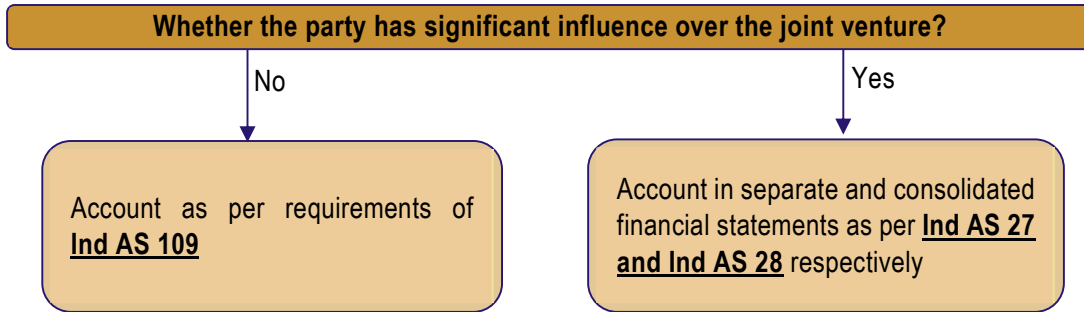 Whether the party has significant influence over the joint venture?
No
Yes
Account as per requirements of
Ind AS 109
Account in separate and consolidated
financial statements as per Ind AS 27
and Ind AS 28 respectively